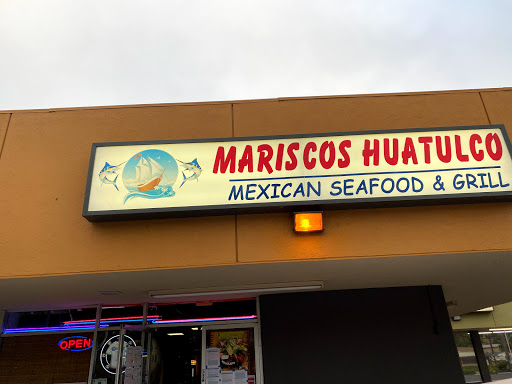 MARISCOS HUATULCO
MEXICAN SEAFOOD & GRILL
OPEN